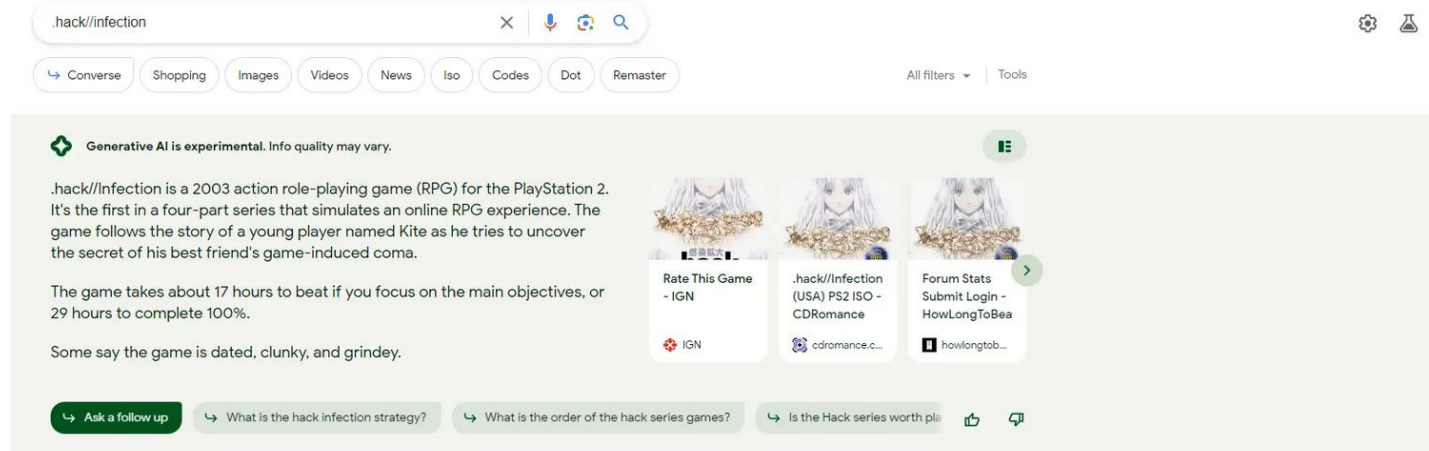 .hack//infection
Converse
Shopping
Images
Videos
News
Iso
Codes
Dot
Remaster
All filters
Tools
Generative AI is experimental. Info quality may vary.
.hack//Infection is a 2003 action role-playing game (RPG) for the PlayStation 2.
It's the first in a four-part series that simulates an online RPG experience. The
game follows the story of a young player named Kite as he tries to uncover
the secret of his best friend's game-induced coma.
The game takes about 17 hours to beat if you focus on the main objectives, or
29 hours to complete 100%.
Some say the game is dated, clunky, and grindey.
感染拡大
hack
Rate This Game
- IGN
IGN
.hack//Infection
(USA) PS2 ISO -
CDRomance
cdromance.c...
Forum Stats
Submit Login -
HowLongToBea
howlongtob...
Ask a follow up
What is the hack infection strategy?
What is the order of the hack series games?
Is the Hack series worth pla